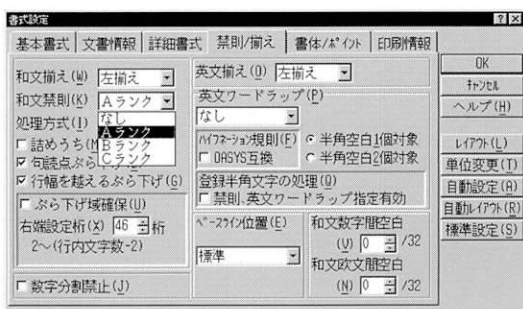 書式設定
基本書式 文書情報 詳細書式 禁則/揃え 書体/ポイント 印刷情報
和文揃え(W) 左揃え
和文禁則(K) Aランク
なし
Aランク
Bランク
Cランク
処理方式(I)
詰めうち(M
句読点ぶら
行幅を越えるぶら下げ(G)
ぶら下げ域確保(U)
右端設定桁(X) 46 桁
2〜(行内文字数-2)
数字分割禁止(J)
英文揃え(O) 左揃え
英文ワードラップ(P)
なし
ハイフネーション規則(F)
OASYS互換
半角空白1個対象
半角空白2個対象
登録半角文字の処理(Q)
禁則、英文ワードラップ指定有効
ベースライン位置(E)
標準
和文数字間空白
(V) 0 /32
和文欧文間空白
(N) 0 /32
OK
キャンセル
ヘルプ(H)
レイアウト(L)
単位変更(T)
自動設定(A)
自動レイアウト(R)
標準設定(S)